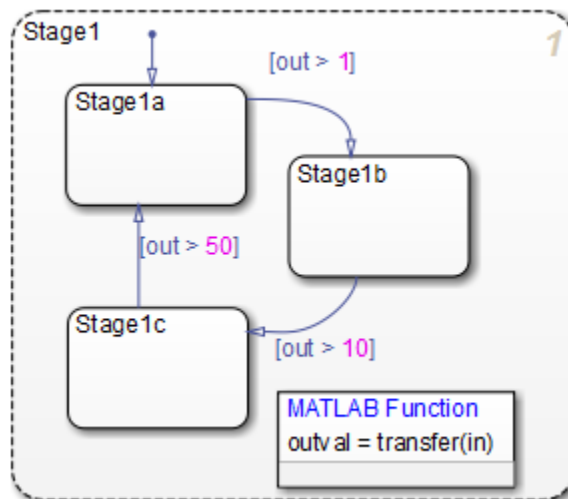 Stage1
1
[out > 1]
Stage1a
Stage1b
[out > 50]
Stage1c
[out > 10]
MATLAB Function
outval = transfer(in)